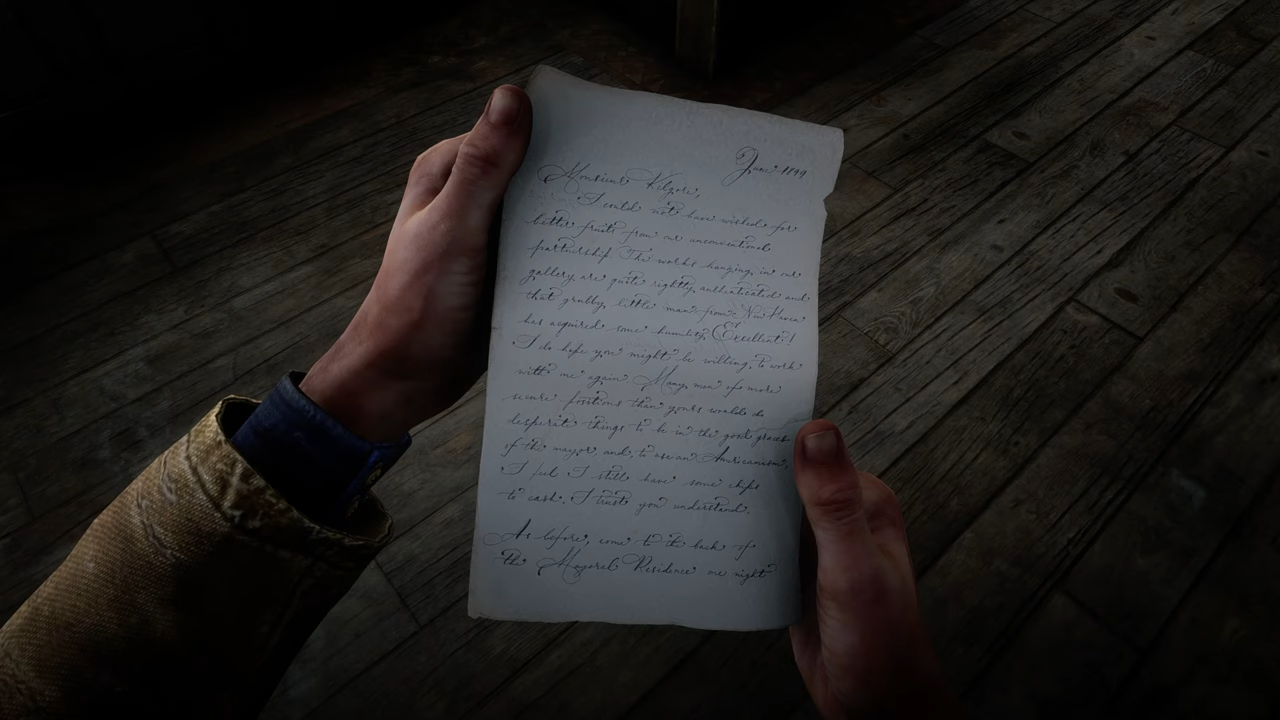 June 1899
Monsieur Kilgore,
I could not have wished for
better fruits from our unconventional
partnership. The works hanging in our
gallery are quite rightly authenticated and
that grubby little man from New Haven
has acquired some humility. Excellent!
I do hope you might be willing to work
with me again. Many men of more
secure positions than yours would do
desperate things to be in the good graces
of the mayor and, to use an Americanism,
I feel I still have some chips
to cash. I trust you understand.
As before, come to the back of
the Mayoral Residence one night